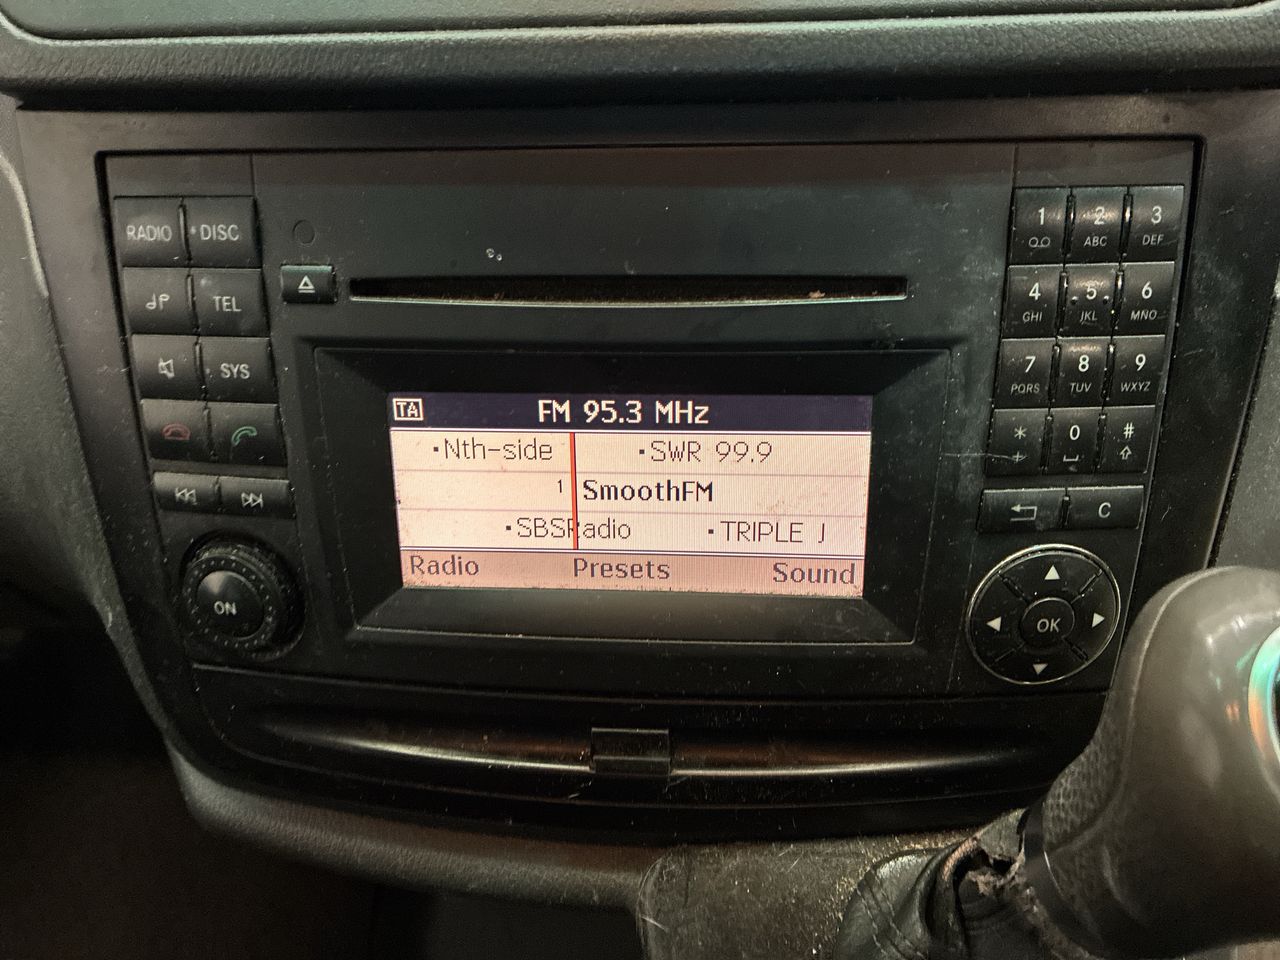 RADIO DISC
TEL
SYS
ON
TA FM 95.3 MHz
·Nth-side ·SWR 99.9
1 SmoothFM
·SBSRadio ·TRIPLE J
Radio Presets Sound
1 2 3
ABC DEF
4 5 6
GHI JKL MNO
7 8 9
PQRS TUV WXYZ
* 0 #
+
C
OK